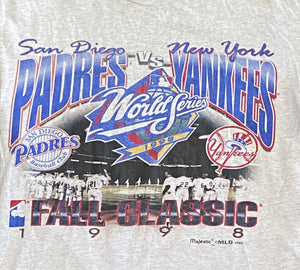 San Diego New York
PADRES VS YANKEES
World Series
1998
SAN DIEGO
PADRES
Baseball Club
Yankees
FALL CLASSIC
1998
Majestic MLB 1998